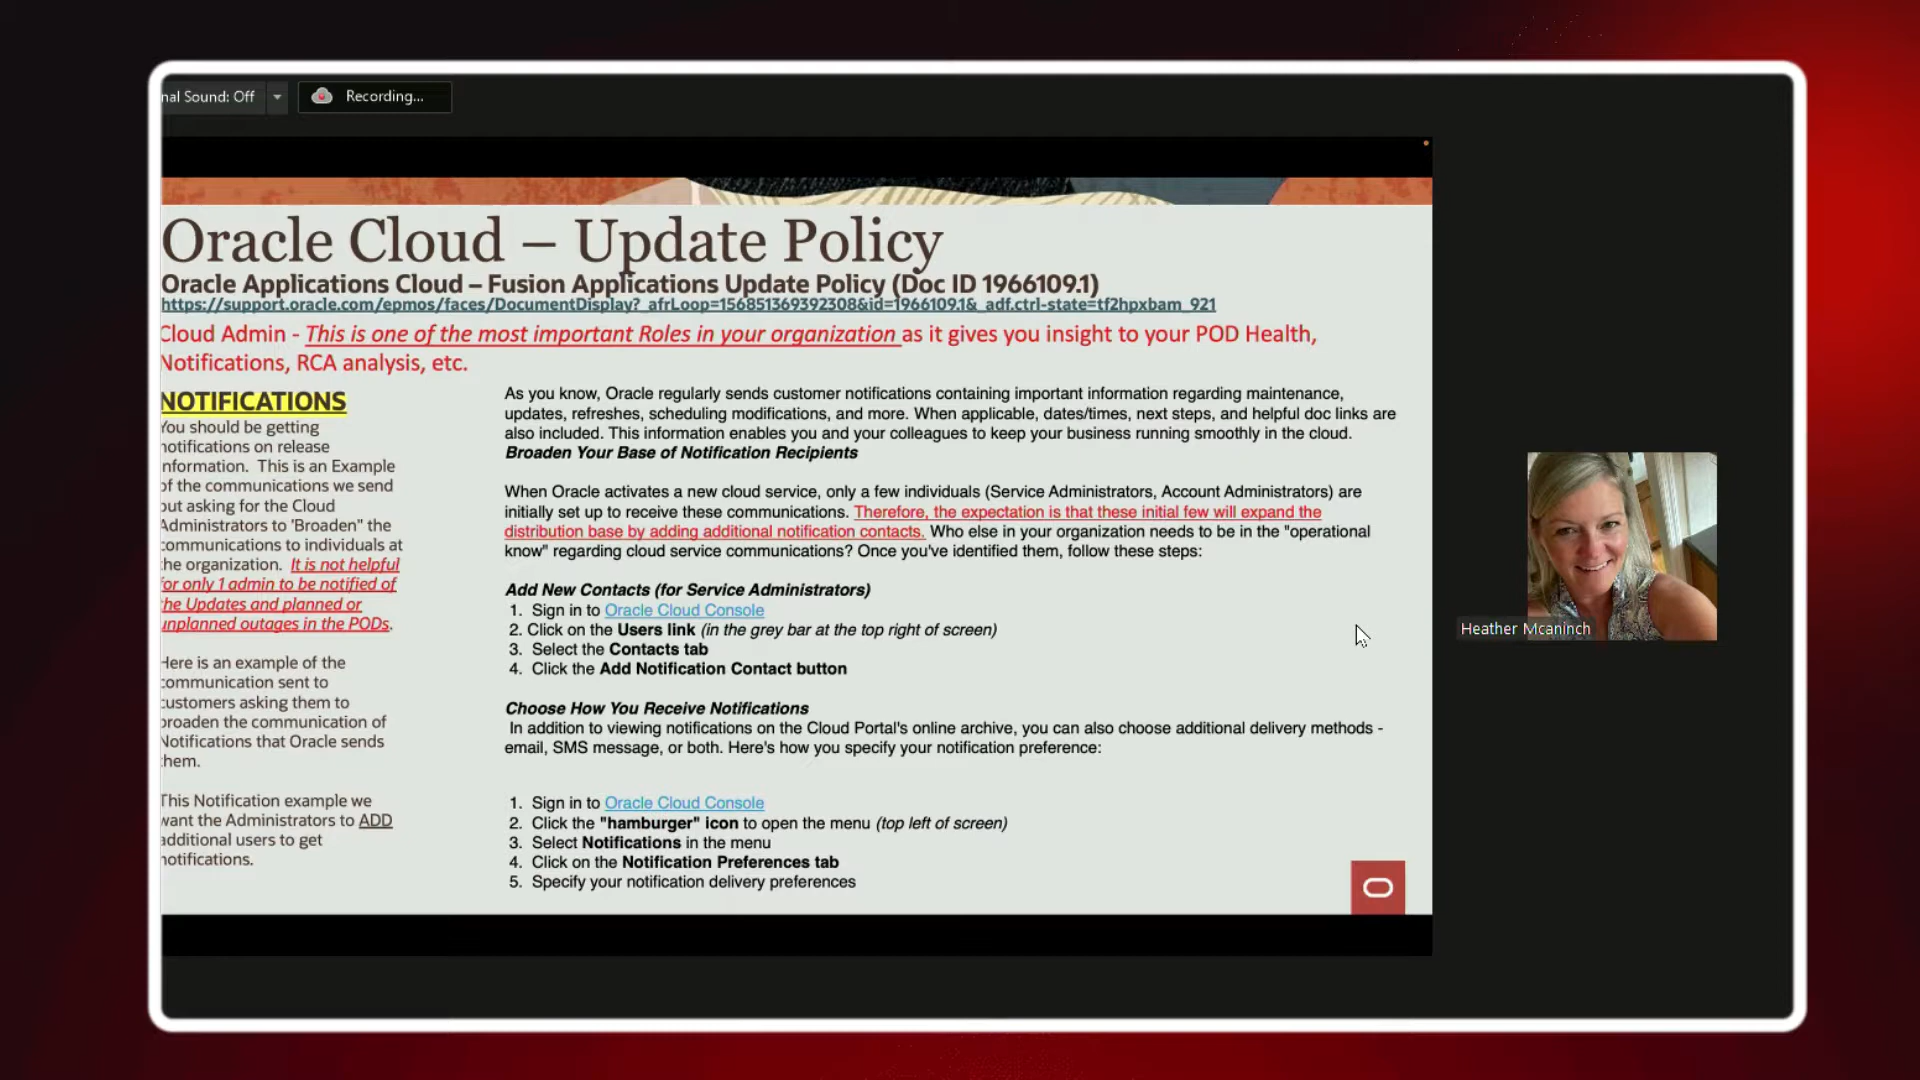 nal Sound: Off
Recording...
Oracle Cloud – Update Policy
Oracle Applications Cloud – Fusion Applications Update Policy (Doc ID 1966109.1)
https://support.oracle.com/epmos/faces/DocumentDisplay?_afrLoop=156851369392308&id=1966109.1&_adf.ctrl-state=tf2hpxbam_921
Cloud Admin - This is one of the most important Roles in your organization as it gives you insight to your POD Health,
Notifications, RCA analysis, etc.
NOTIFICATIONS
You should be getting
notifications on release
information. This is an Example
of the communications we send
out asking for the Cloud
Administrators to 'Broaden" the
communications to individuals at
the organization. It is not helpful
for only 1 admin to be notified of
the Updates and planned or
unplanned outages in the PODs.
Here is an example of the
communication sent to
customers asking them to
broaden the communication of
Notifications that Oracle sends
them.
This Notification example we
want the Administrators to ADD
additional users to get
notifications.
As you know, Oracle regularly sends customer notifications containing important information regarding maintenance,
updates, refreshes, scheduling modifications, and more. When applicable, dates/times, next steps, and helpful doc links are
also included. This information enables you and your colleagues to keep your business running smoothly in the cloud.
Broaden Your Base of Notification Recipients
When Oracle activates a new cloud service, only a few individuals (Service Administrators, Account Administrators) are
initially set up to receive these communications. Therefore, the expectation is that these initial few will expand the
distribution base by adding additional notification contacts. Who else in your organization needs to be in the "operational
know" regarding cloud service communications? Once you've identified them, follow these steps:
Add New Contacts (for Service Administrators)
1. Sign in to Oracle Cloud Console
2. Click on the Users link (in the grey bar at the top right of screen)
3. Select the Contacts tab
4. Click the Add Notification Contact button
Choose How You Receive Notifications
In addition to viewing notifications on the Cloud Portal's online archive, you can also choose additional delivery methods -
email, SMS message, or both. Here's how you specify your notification preference:
1. Sign in to Oracle Cloud Console
2. Click the "hamburger" icon to open the menu (top left of screen)
3. Select Notifications in the menu
4. Click on the Notification Preferences tab
5. Specify your notification delivery preferences
Heather Mcaninch